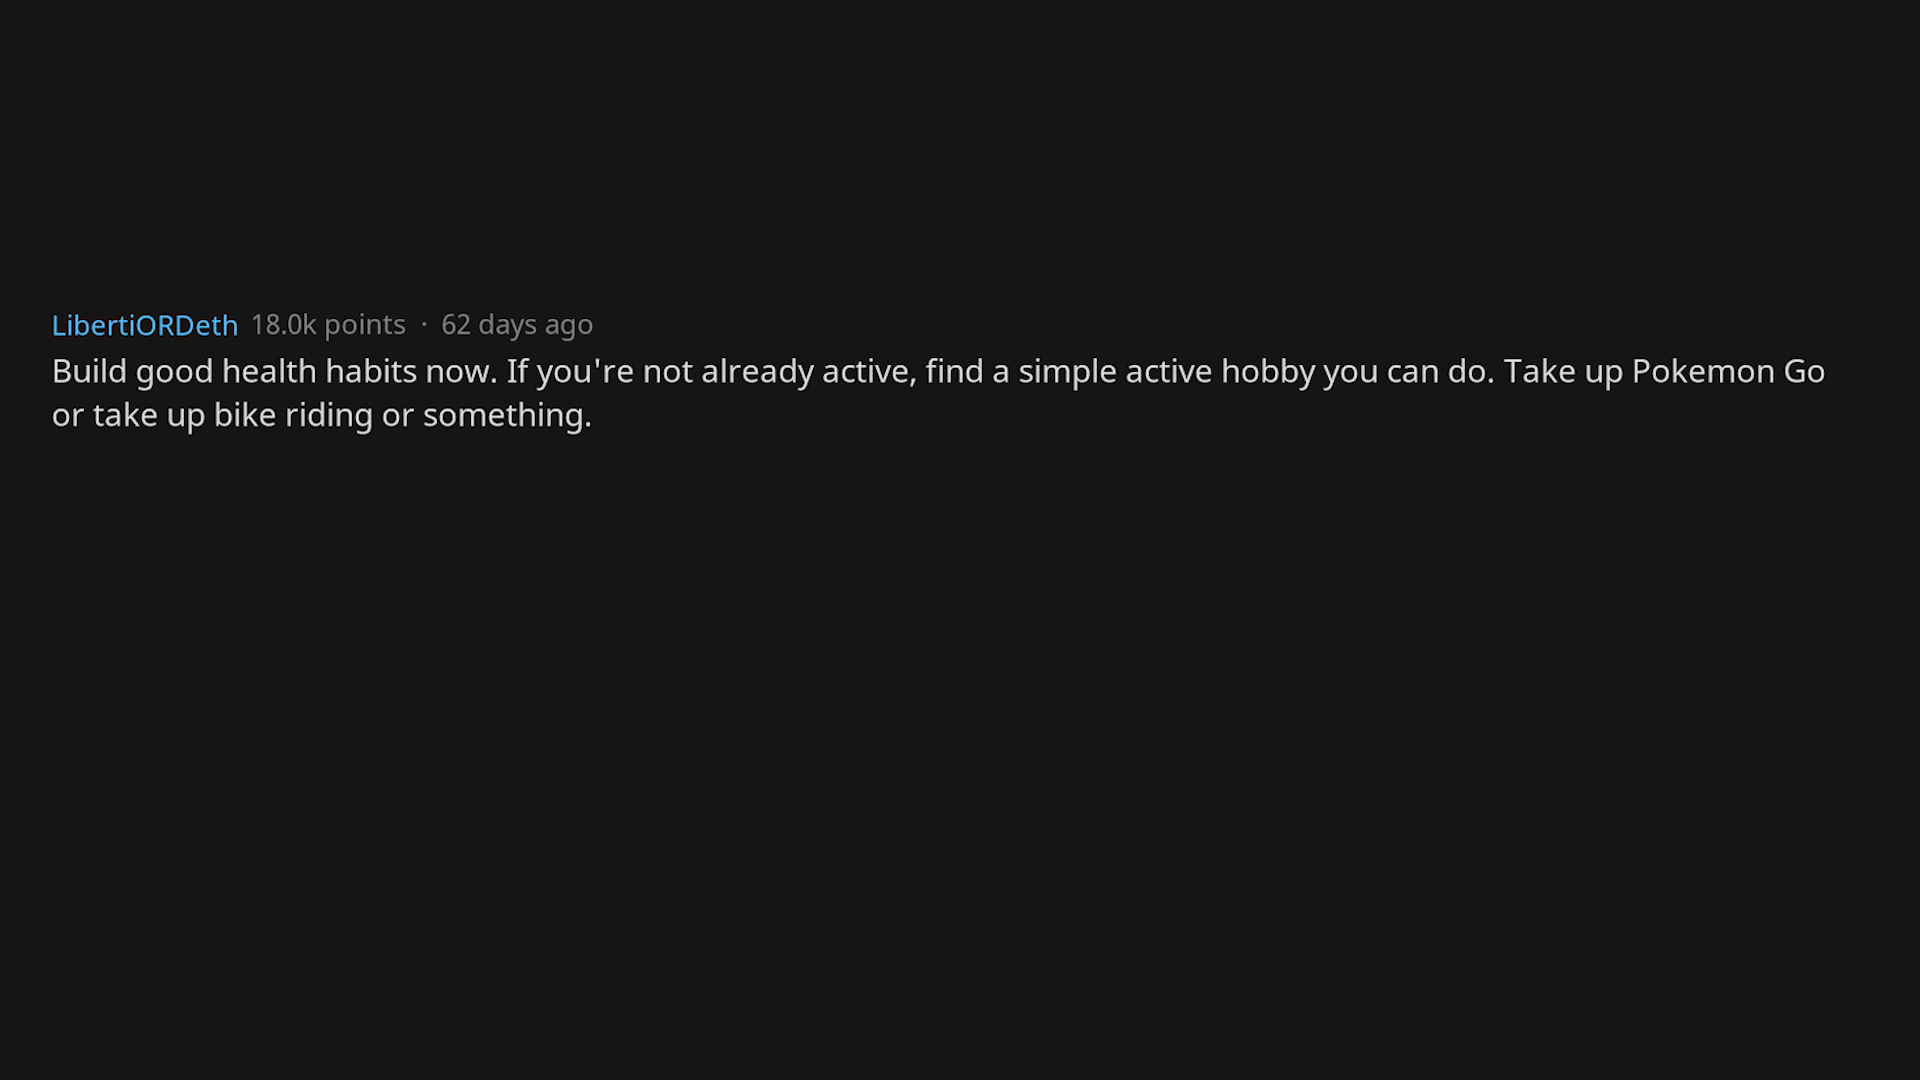 LibertiORDeth 18.0k points · 62 days ago
Build good health habits now. If you're not already active, find a simple active hobby you can do. Take up Pokemon Go
or take up bike riding or something.